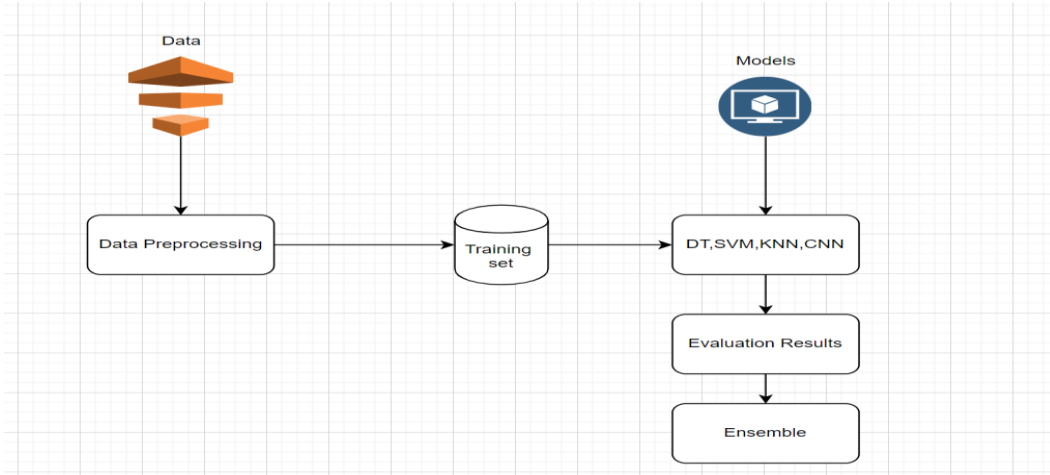 Data
Models
Data Preprocessing
Training
set
DT,SVM,KNN,CNN
Evaluation Results
Ensemble